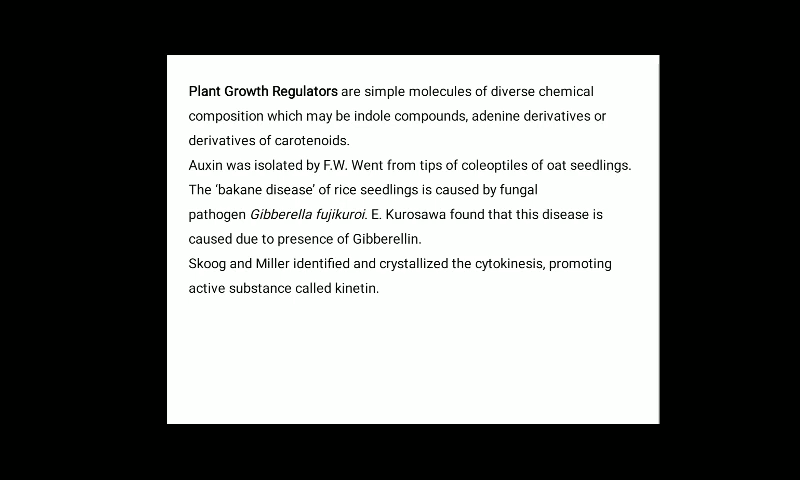 Plant Growth Regulators are simple molecules of diverse chemical
composition which may be indole compounds, adenine derivatives or
derivatives of carotenoids.
Auxin was isolated by F.W. Went from tips of coleoptiles of oat seedlings.
The ‘bakane disease’ of rice seedlings is caused by fungal
pathogen Gibberella fujikuroi. E. Kurosawa found that this disease is
caused due to presence of Gibberellin.
Skoog and Miller identified and crystallized the cytokinesis, promoting
active substance called kinetin.